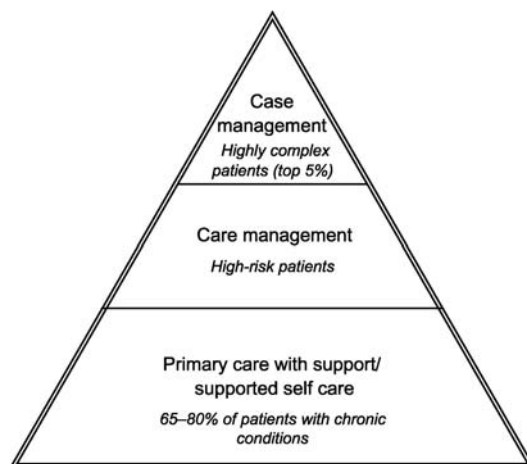 Case
management
Highly complex
patients (top 5%)
Care management
High-risk patients
Primary care with support/
supported self care
65–80% of patients with chronic
conditions